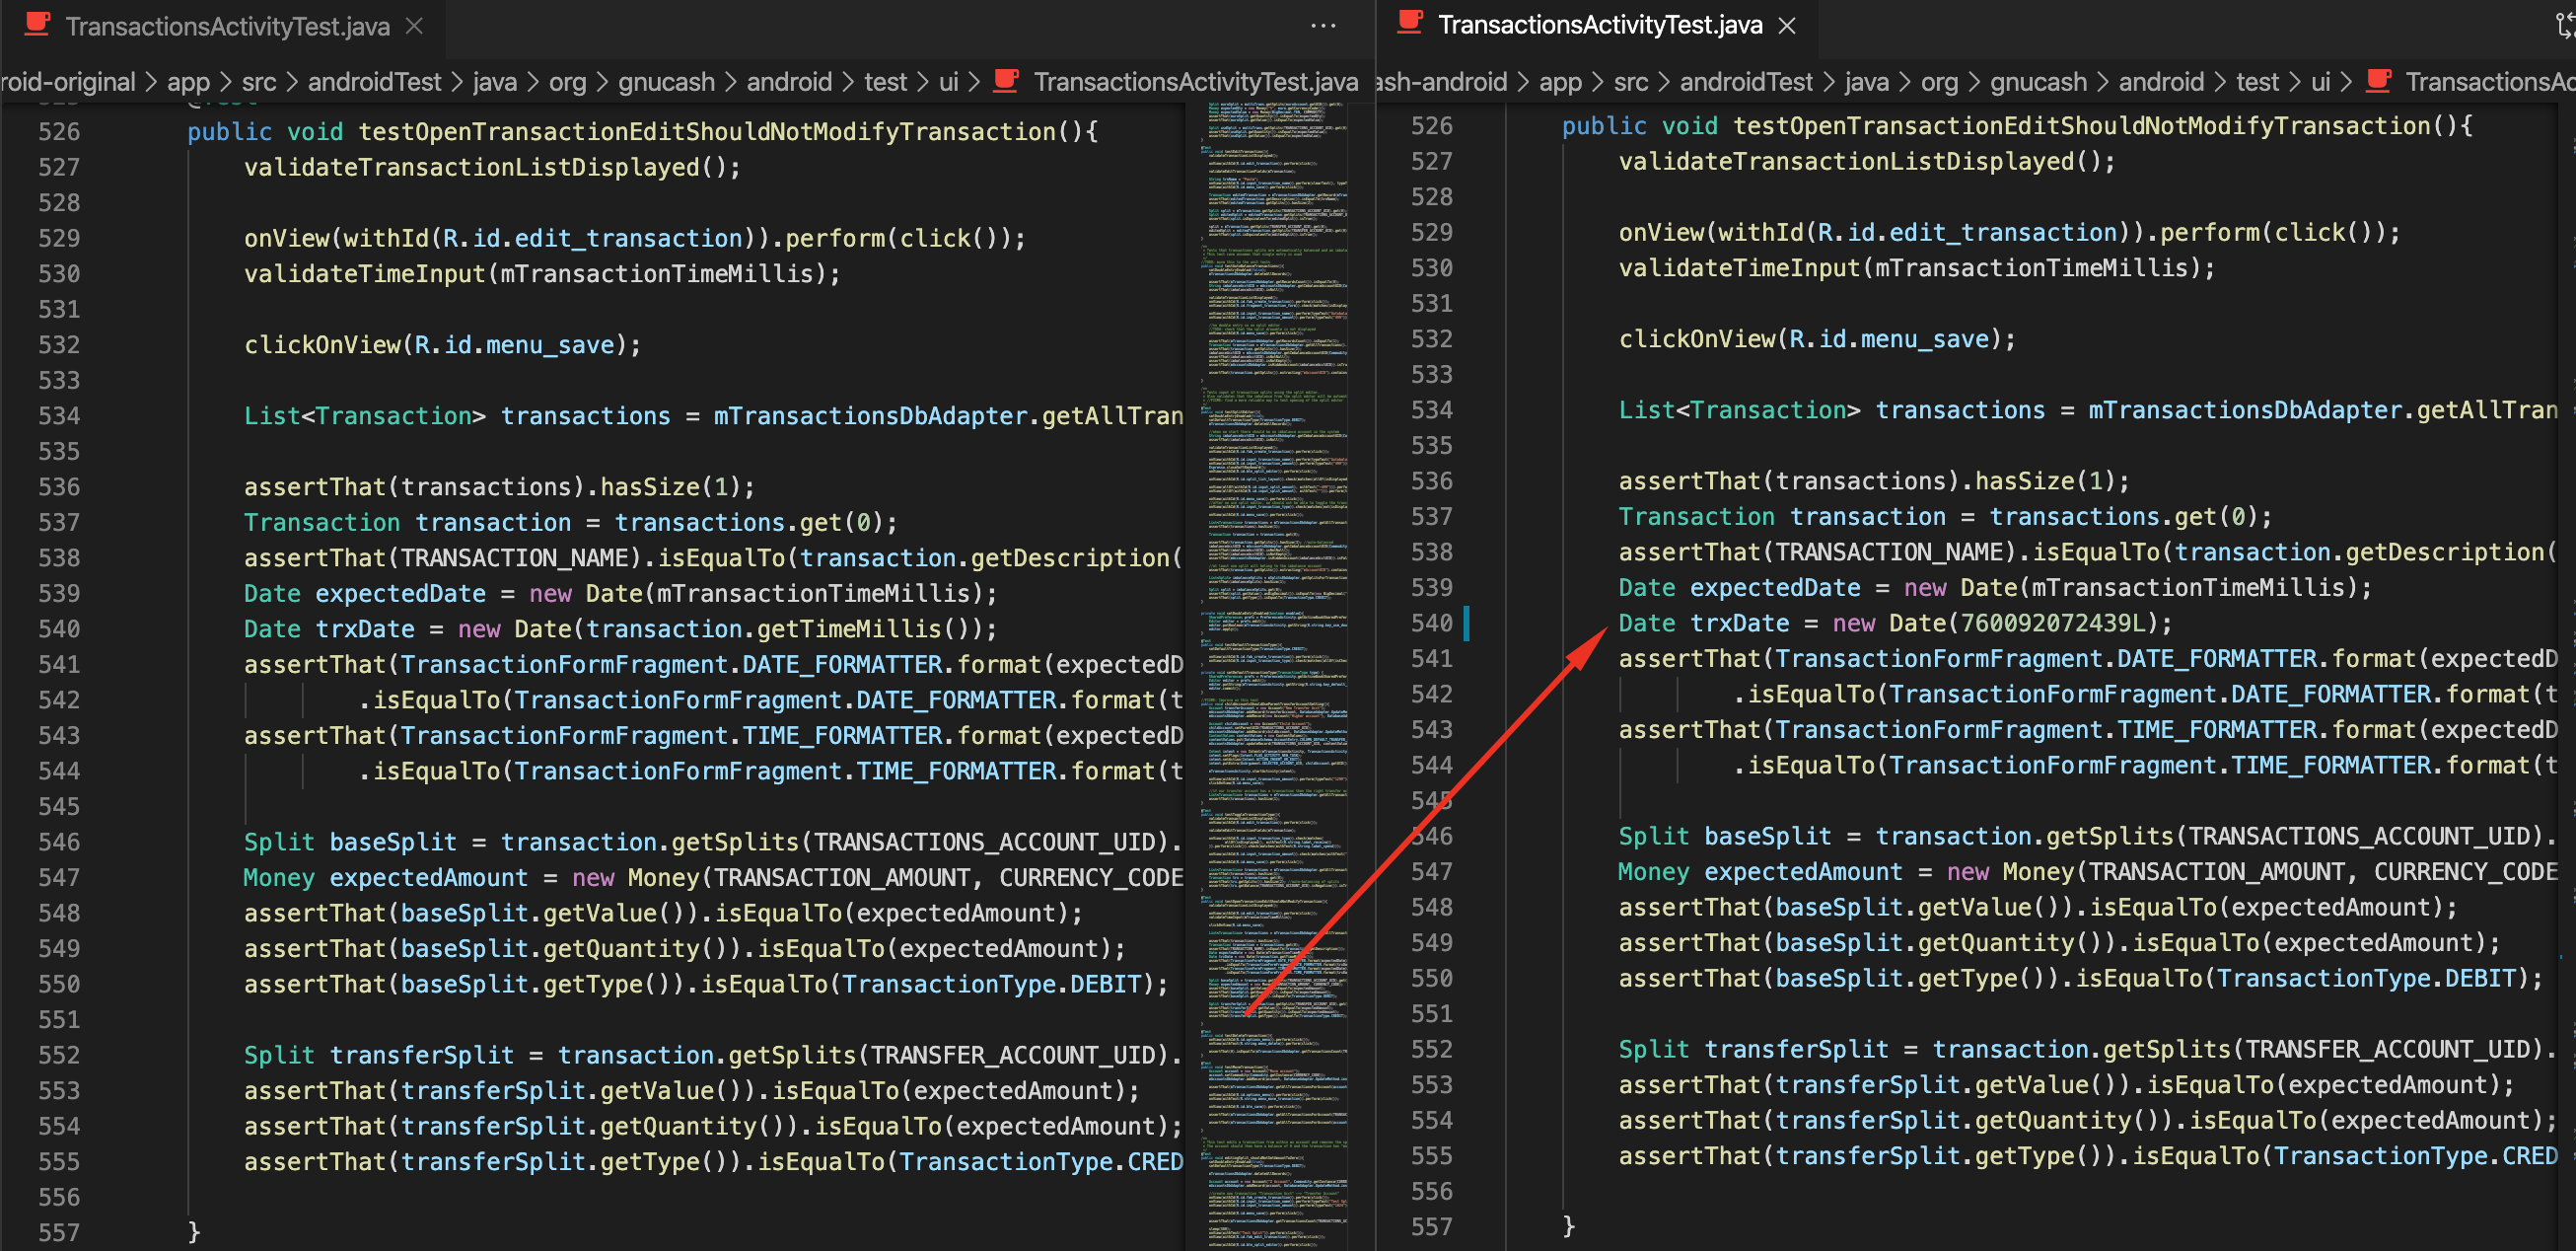 TransactionsActivityTest.java
roid-original > app > src > androidTest > java > org > gnucash > android > test > ui > TransactionsActivityTest.java
526 public void testOpenTransactionEditShouldNotModifyTransaction(){
527 validateTransactionListDisplayed();
528
529 onView(withId(R.id.edit_transaction)).perform(click());
530 validateTimeInput(mTransactionTimeMillis);
531
532 clickOnView(R.id.menu_save);
533
534 List<Transaction> transactions = mTransactionsDbAdapter.getAllTran
535
536 assertThat(transactions).hasSize(1);
537 Transaction transaction = transactions.get(0);
538 assertThat(TRANSACTION_NAME).isEqualTo(transaction.getDescription(
539 Date expectedDate = new Date(mTransactionTimeMillis);
540 Date trxDate = new Date(transaction.getTimeMillis());
541 assertThat(TransactionFormFragment.DATE_FORMATTER.format(expectedD
542 .isEqualTo(TransactionFormFragment.DATE_FORMATTER.format(t
543 assertThat(TransactionFormFragment.TIME_FORMATTER.format(expectedD
544 .isEqualTo(TransactionFormFragment.TIME_FORMATTER.format(t
545
546 Split baseSplit = transaction.getSplits(TRANSACTIONS_ACCOUNT_UID).
547 Money expectedAmount = new Money(TRANSACTION_AMOUNT, CURRENCY_CODE
548 assertThat(baseSplit.getValue()).isEqualTo(expectedAmount);
549 assertThat(baseSplit.getQuantity()).isEqualTo(expectedAmount);
550 assertThat(baseSplit.getType()).isEqualTo(TransactionType.DEBIT);
551
552 Split transferSplit = transaction.getSplits(TRANSFER_ACCOUNT_UID).
553 assertThat(transferSplit.getValue()).isEqualTo(expectedAmount);
554 assertThat(transferSplit.getQuantity()).isEqualTo(expectedAmount);
555 assertThat(transferSplit.getType()).isEqualTo(TransactionType.CRED
556
557 }
TransactionsActivityTest.java
ash-android > app > src > androidTest > java > org > gnucash > android > test > ui > TransactionsAc
526 public void testOpenTransactionEditShouldNotModifyTransaction(){
527 validateTransactionListDisplayed();
528
529 onView(withId(R.id.edit_transaction)).perform(click());
530 validateTimeInput(mTransactionTimeMillis);
531
532 clickOnView(R.id.menu_save);
533
534 List<Transaction> transactions = mTransactionsDbAdapter.getAllTran
535
536 assertThat(transactions).hasSize(1);
537 Transaction transaction = transactions.get(0);
538 assertThat(TRANSACTION_NAME).isEqualTo(transaction.getDescription(
539 Date expectedDate = new Date(mTransactionTimeMillis);
540 Date trxDate = new Date(760092072439L);
541 assertThat(TransactionFormFragment.DATE_FORMATTER.format(expectedD
542 .isEqualTo(TransactionFormFragment.DATE_FORMATTER.format(t
543 assertThat(TransactionFormFragment.TIME_FORMATTER.format(expectedD
544 .isEqualTo(TransactionFormFragment.TIME_FORMATTER.format(t
545
546 Split baseSplit = transaction.getSplits(TRANSACTIONS_ACCOUNT_UID).
547 Money expectedAmount = new Money(TRANSACTION_AMOUNT, CURRENCY_CODE
548 assertThat(baseSplit.getValue()).isEqualTo(expectedAmount);
549 assertThat(baseSplit.getQuantity()).isEqualTo(expectedAmount);
550 assertThat(baseSplit.getType()).isEqualTo(TransactionType.DEBIT);
551
552 Split transferSplit = transaction.getSplits(TRANSFER_ACCOUNT_UID).
553 assertThat(transferSplit.getValue()).isEqualTo(expectedAmount);
554 assertThat(transferSplit.getQuantity()).isEqualTo(expectedAmount);
555 assertThat(transferSplit.getType()).isEqualTo(TransactionType.CRED
556
557 }